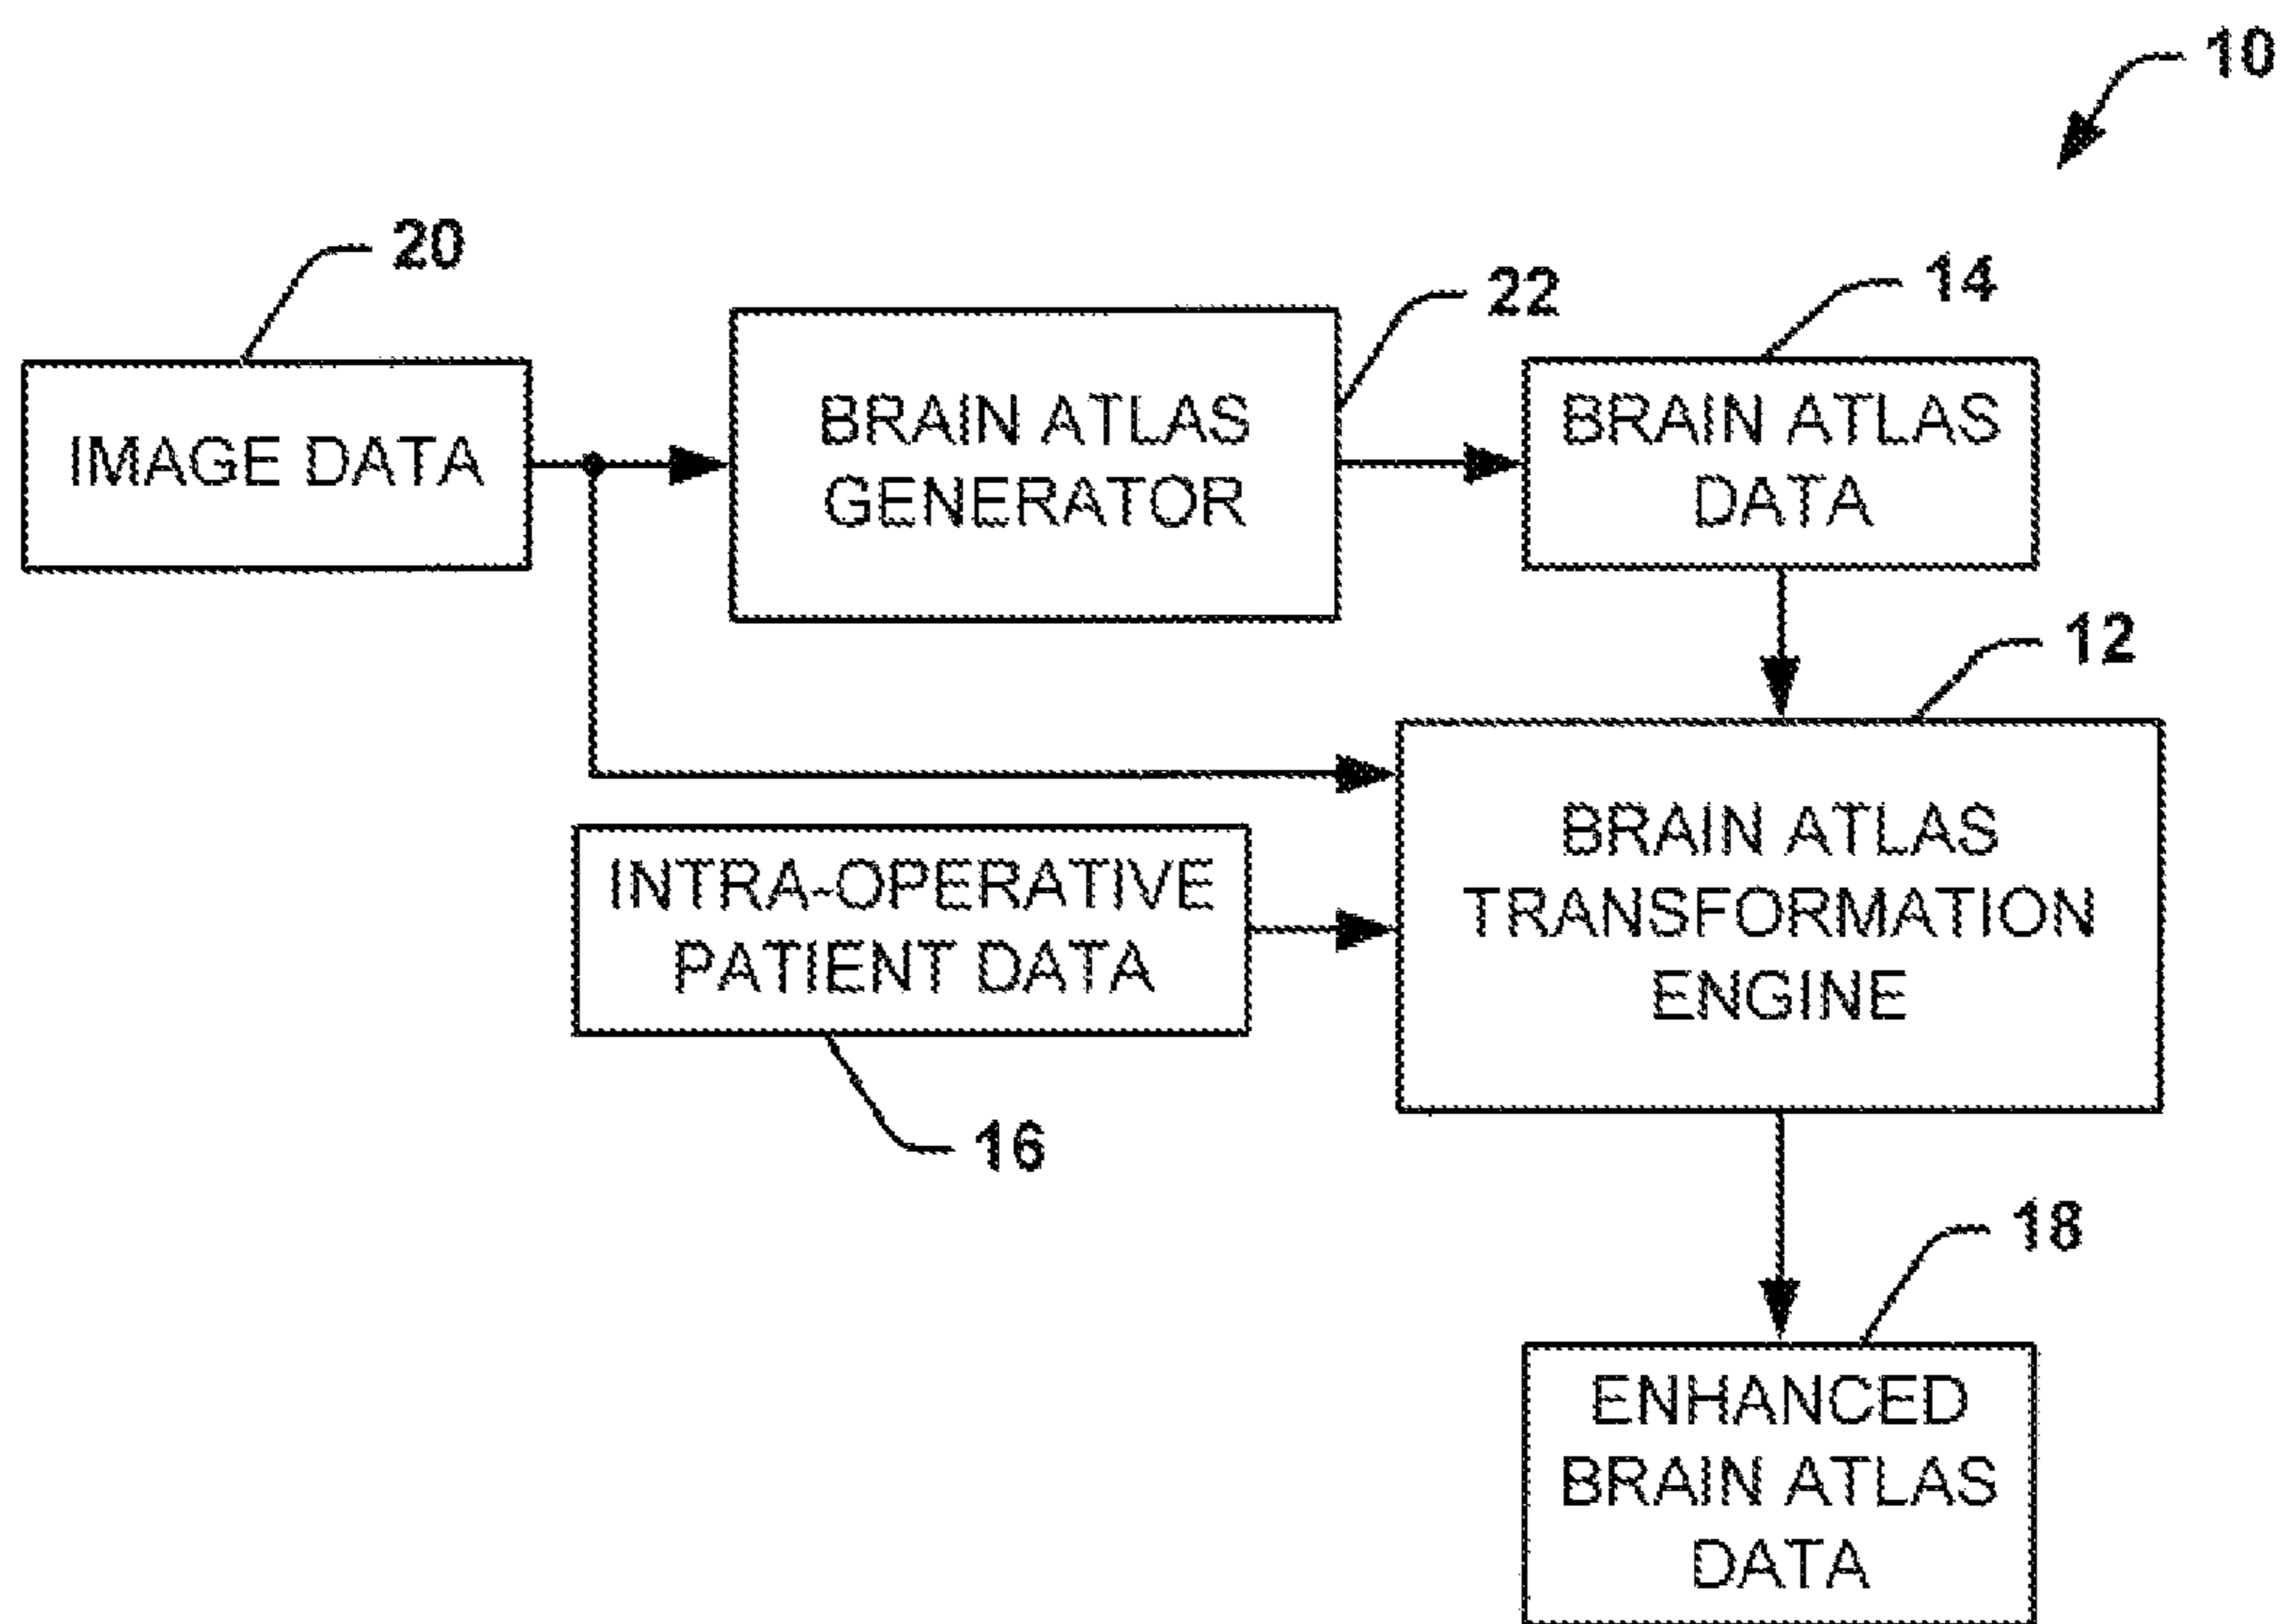 10
20
22
14
IMAGE DATA
BRAIN ATLAS
GENERATOR
BRAIN ATLAS
DATA
12
INTRA-OPERATIVE
PATIENT DATA
BRAIN ATLAS
TRANSFORMATION
ENGINE
16
18
ENHANCED
BRAIN ATLAS
DATA